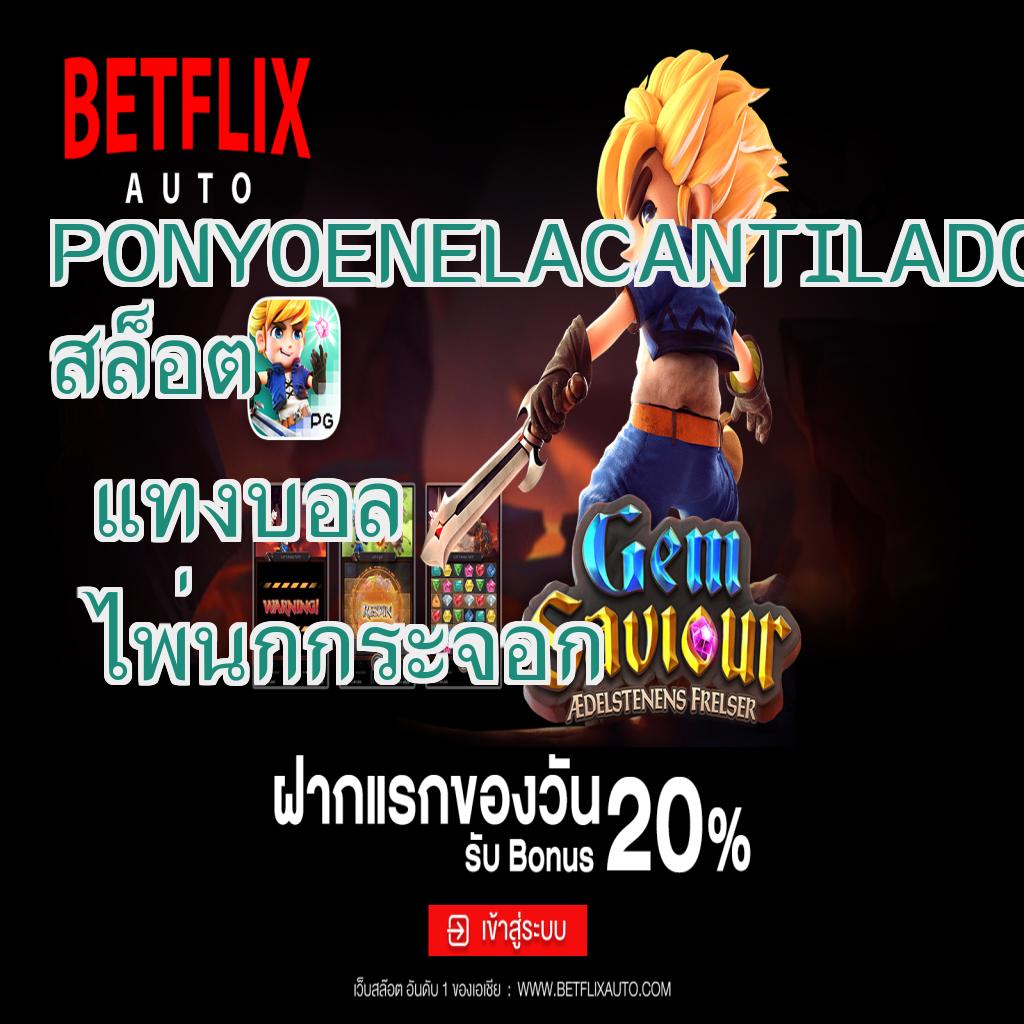 BETFLIX
AUTO
PONYOENELACANTILADO
สล็อต
PG
แทงบอล
WARNING!
ไพ่นกกระจอก
Gem
Saviour
ÆDELSTENENS FRELSER
ฝากแรกของวัน
รับ Bonus 20%
เข้าสู่ระบบ
เว็บสล๊อต อันดับ 1 ของเอเชีย : WWW.BETFLIXAUTO.COM